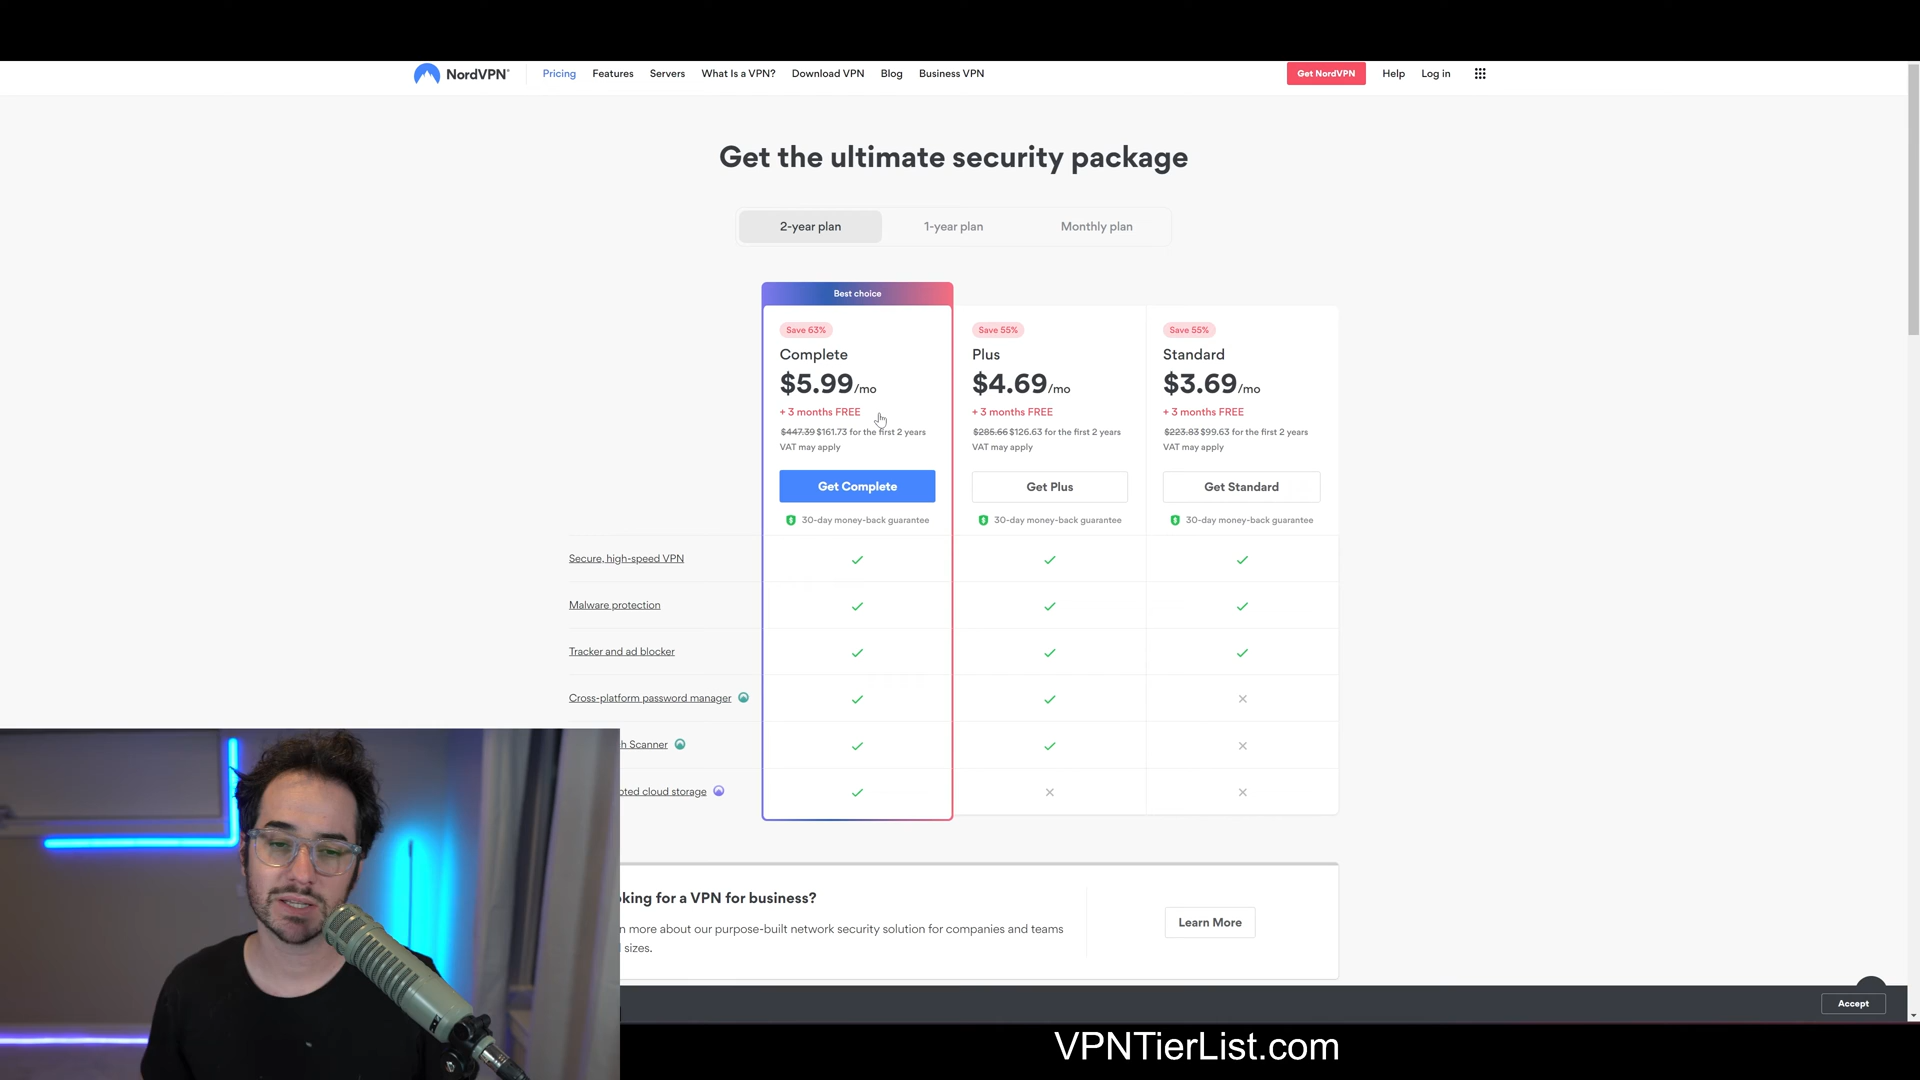 NordVPN®
Pricing
Features
Servers
What Is a VPN?
Download VPN
Blog
Business VPN
Get NordVPN
Help
Log in
Get the ultimate security package
2-year plan
1-year plan
Monthly plan
Best choice
Save 63%
Complete
$5.99/mo
+ 3 months FREE
$447.39 $161.73 for the first 2 years
VAT may apply
Get Complete
30-day money-back guarantee
Save 55%
Plus
$4.69/mo
+ 3 months FREE
$285.66 $126.63 for the first 2 years
VAT may apply
Get Plus
30-day money-back guarantee
Save 55%
Standard
$3.69/mo
+ 3 months FREE
$223.83 $99.63 for the first 2 years
VAT may apply
Get Standard
30-day money-back guarantee
Secure, high-speed VPN
Malware protection
Tracker and ad blocker
Cross-platform password manager
Scanner
cloud storage
for a VPN for business?
more about our purpose-built network security solution for companies and teams
sizes.
Learn More
Accept
VPNTierList.com